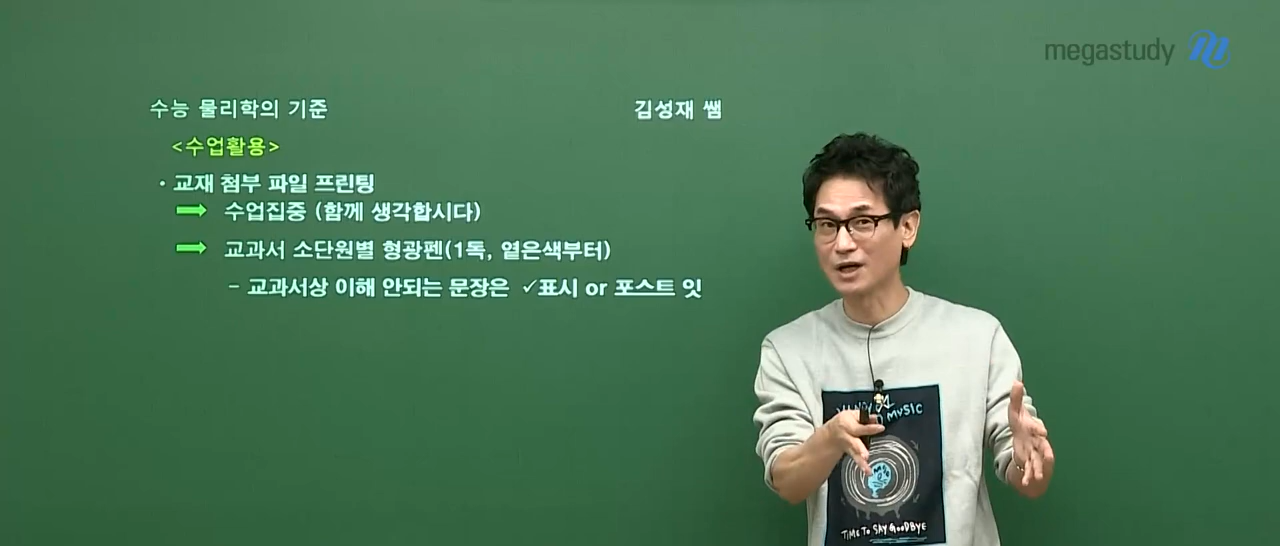 megastudy
수능 물리학의 기준 김성재 쌤
<수업활용>
· 교재 첨부 파일 프린팅
수업집중 (함께 생각합시다)
교과서 소단원별 형광펜(1독, 옅은색부터)
- 교과서상 이해 안되는 문장은 ✓표시 or 포스트 잇
MUSIC
TIME TO SAY GOODBYE